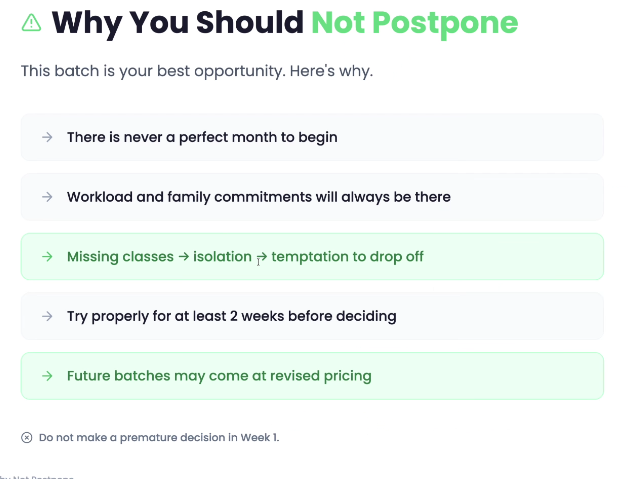 Why You Should Not Postpone
This batch is your best opportunity. Here's why.
→ There is never a perfect month to begin
→ Workload and family commitments will always be there
→ Missing classes → isolation → temptation to drop off
→ Try properly for at least 2 weeks before deciding
→ Future batches may come at revised pricing
Do not make a premature decision in Week 1.
Not Postpone